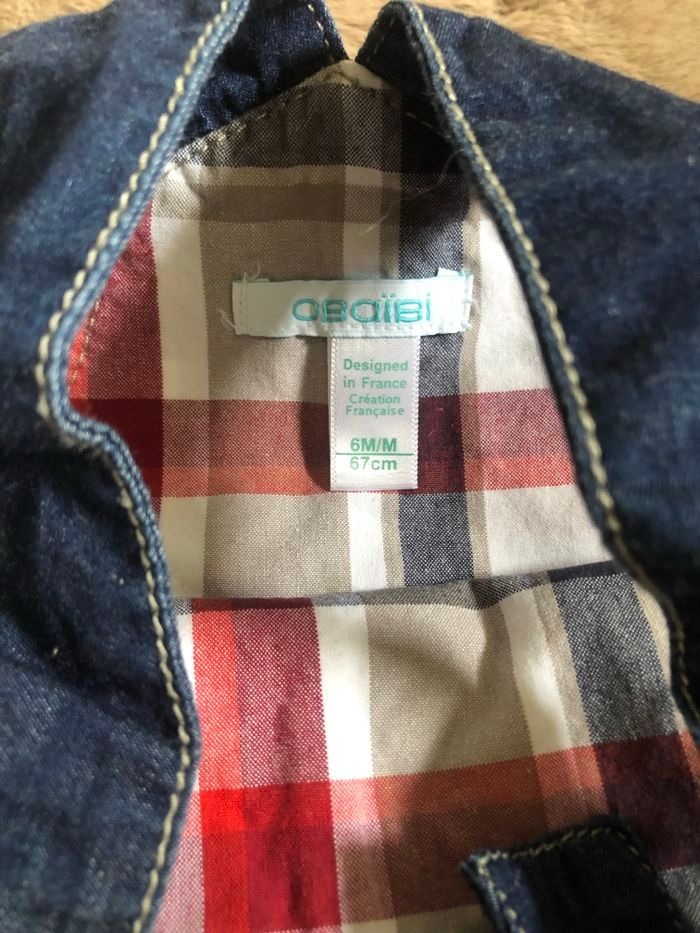 obaïbi
Designed
in France
Création
Française
6M/M
67cm